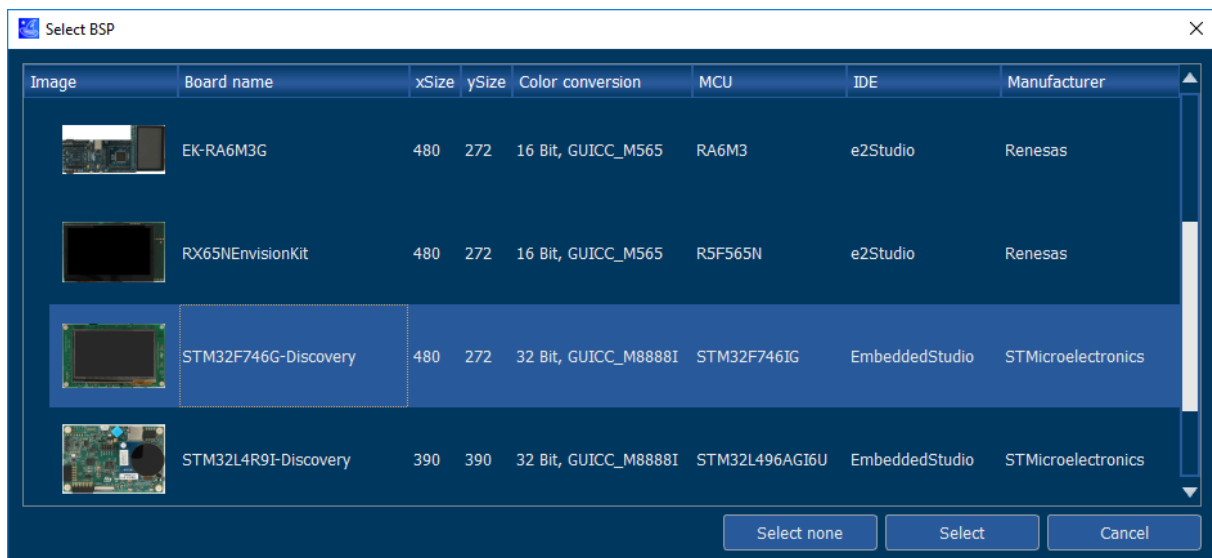 Select BSP
Image Board name xSize ySize Color conversion MCU IDE Manufacturer
EK-RA6M3G 480 272 16 Bit, GUICC_M565 RA6M3 e2Studio Renesas
RX65NEnvisionKit 480 272 16 Bit, GUICC_M565 R5F565N e2Studio Renesas
STM32F746G-Discovery 480 272 32 Bit, GUICC_M8888I STM32F746IG EmbeddedStudio STMicroelectronics
STM32L4R9I-Discovery 390 390 32 Bit, GUICC_M8888I STM32L496AGI6U EmbeddedStudio STMicroelectronics
Select none Select Cancel